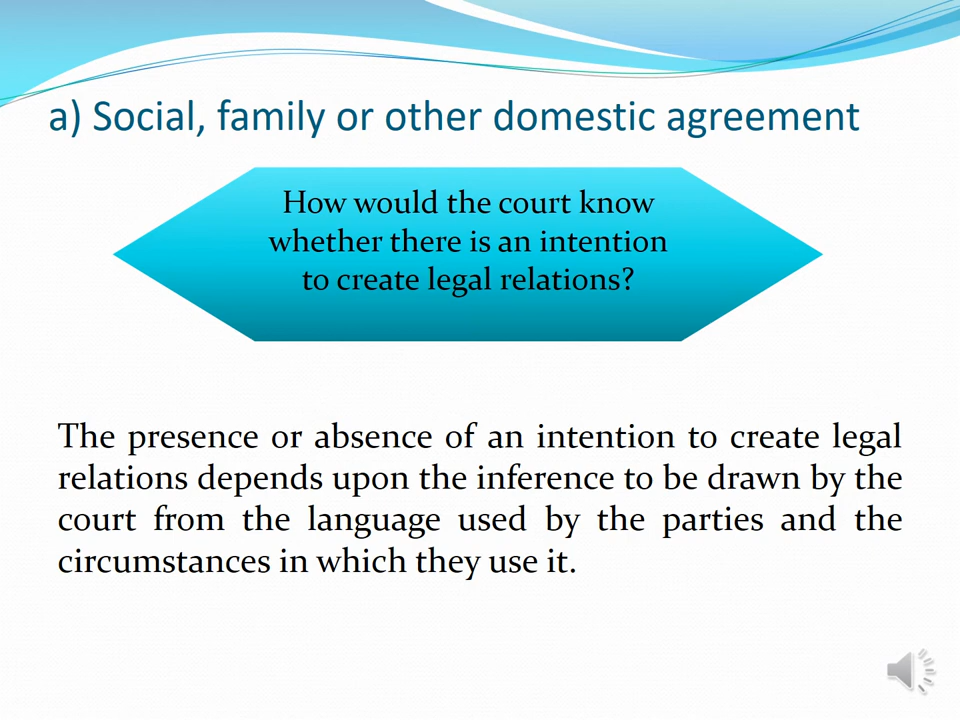 a) Social, family or other domestic agreement
How would the court know
whether there is an intention
to create legal relations?
The presence or absence of an intention to create legal
relations depends upon the inference to be drawn by the
court from the language used by the parties and the
circumstances in which they use it.